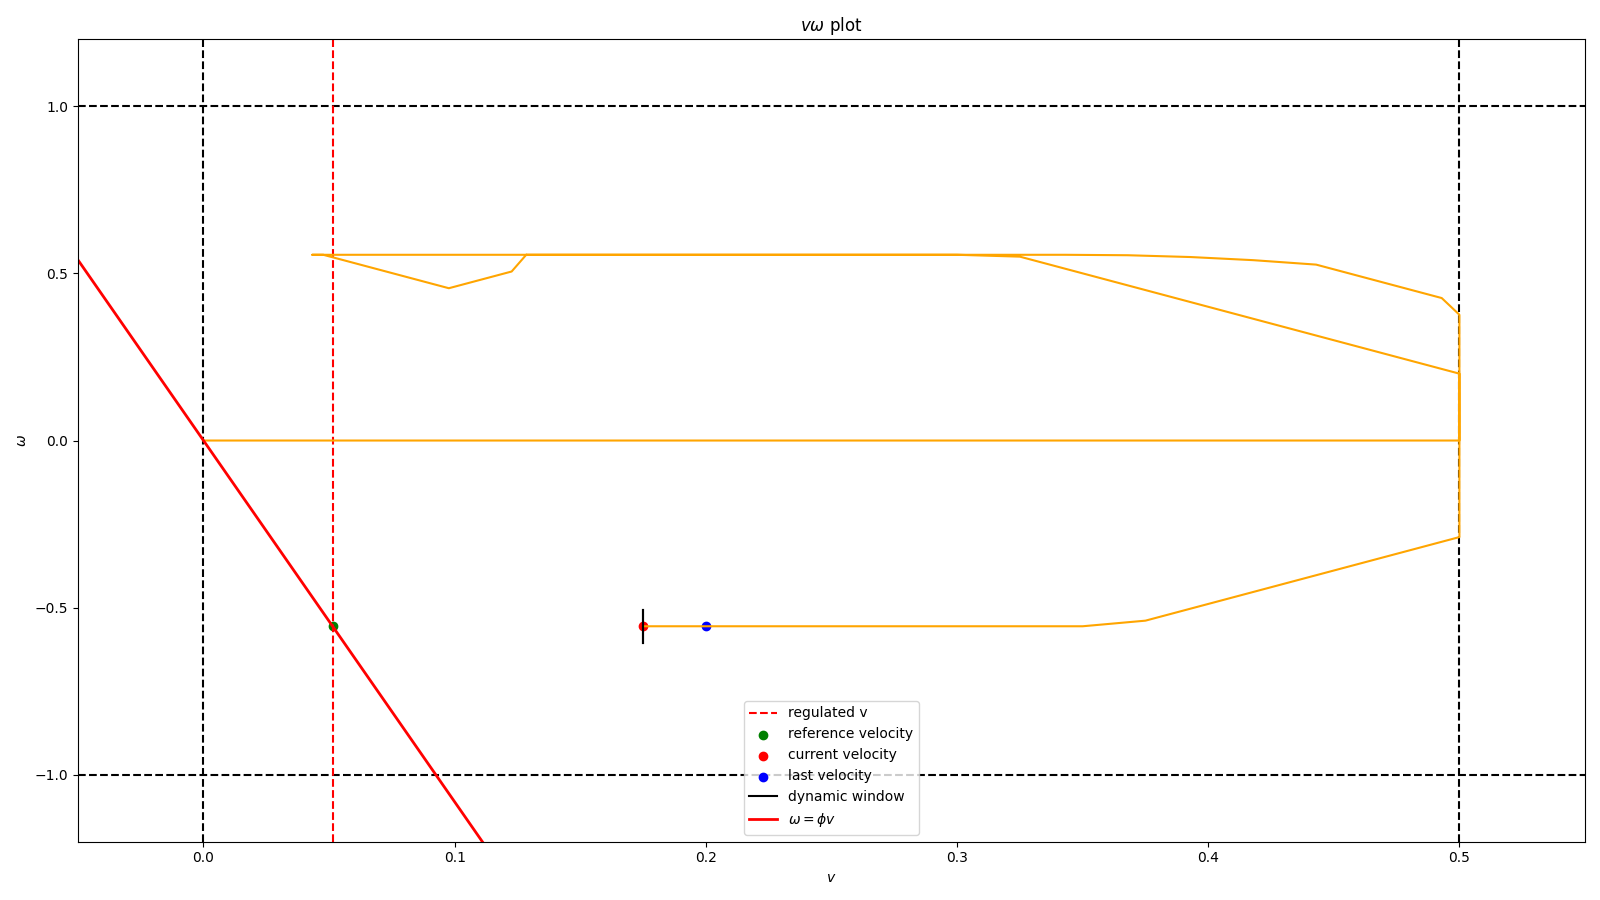 vω plot
1.0
0.5
0.0
−0.5
−1.0
ω
0.0
0.1
0.2
0.3
0.4
0.5
v
regulated v
reference velocity
current velocity
last velocity
dynamic window
ω = ϕv